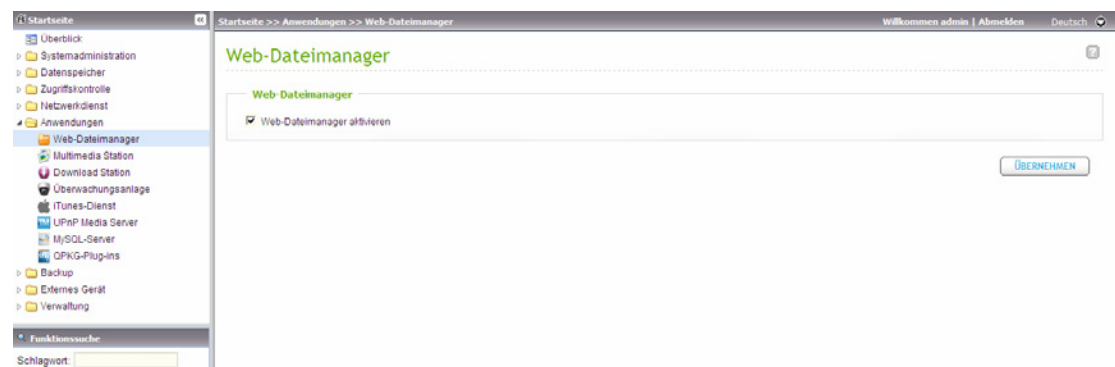 Startseite
Startseite >> Anwendungen >> Web-Dateimanager
Willkommen admin | Abmelden
Deutsch
Überblick
Systemadministration
Datenspeicher
Zugriffskontrolle
Netzwerkdienst
Anwendungen
Web-Dateimanager
Multimedia Station
Download Station
Überwachungsanlage
iTunes-Dienst
UPnP Media Server
MySQL-Server
QPKG-Plug-ins
Backup
Externes Gerät
Verwaltung
Funktionssuche
Schlagwort:
Web-Dateimanager
Web-Dateimanager
Web-Dateimanager aktivieren
ÜBERNEHMEN